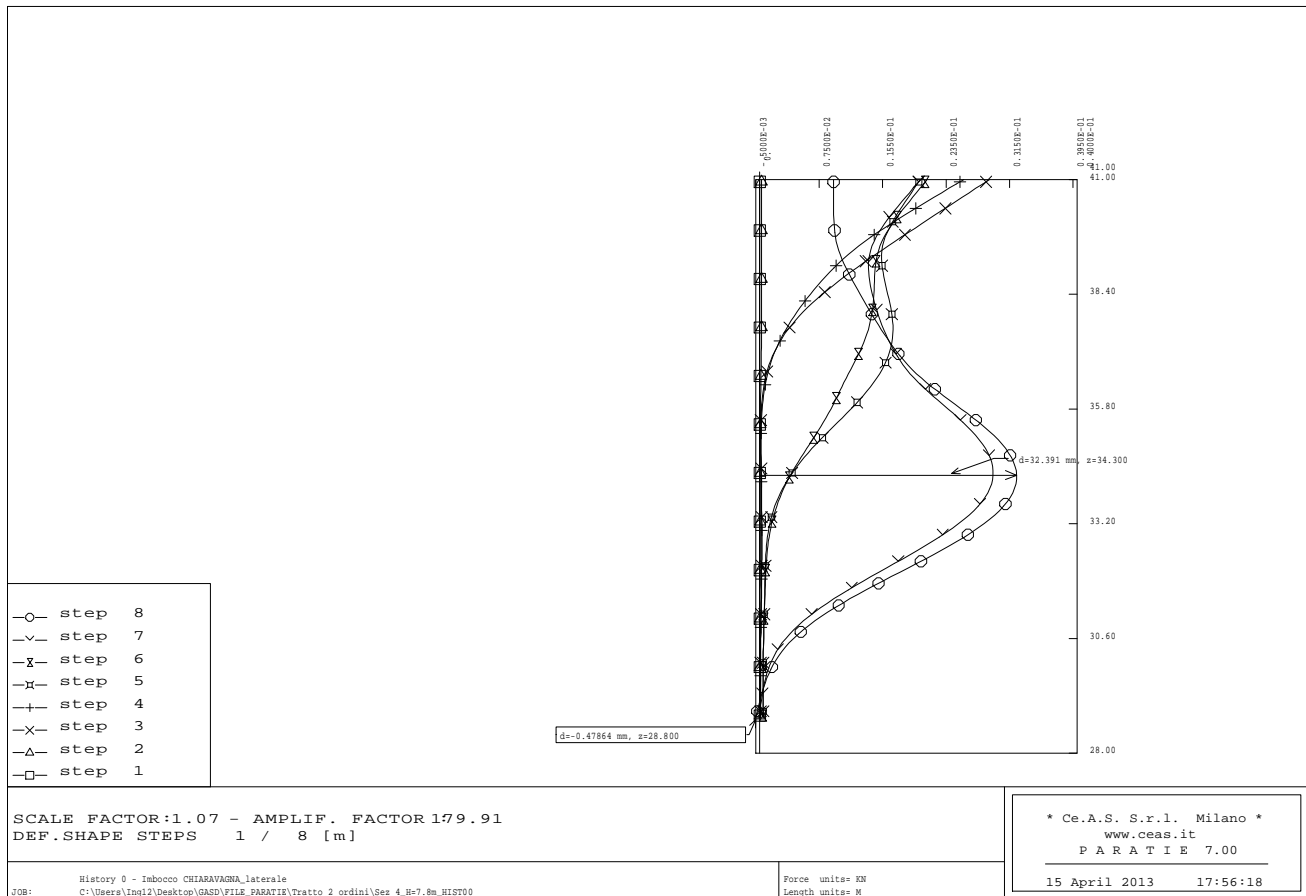 -.5000E-03
0.
0.7500E-02
0.1550E-01
0.2350E-01
0.3150E-01
0.3950E-01
0.4000E-01
41.00
41.00
38.40
35.80
d=32.391 mm, z=34.300
33.20
30.60
28.00
d=-0.47864 mm, z=28.800
step 8
step 7
step 6
step 5
step 4
step 3
step 2
step 1
SCALE FACTOR:1.07 - AMPLIF. FACTOR 179.91
DEF.SHAPE STEPS 1 / 8 [m]
* Ce.A.S. S.r.l. Milano *
www.ceas.it
P A R A T I E 7.00
15 April 2013 17:56:18
History 0 - Imbocco CHIARAVAGNA_laterale
JOB: C:\Users\Ing12\Desktop\GASD\FILE_PARATIE\Tratto 2 ordini\Sez 4_H=7.8m_HIST00
Force units= KN
Length units= M